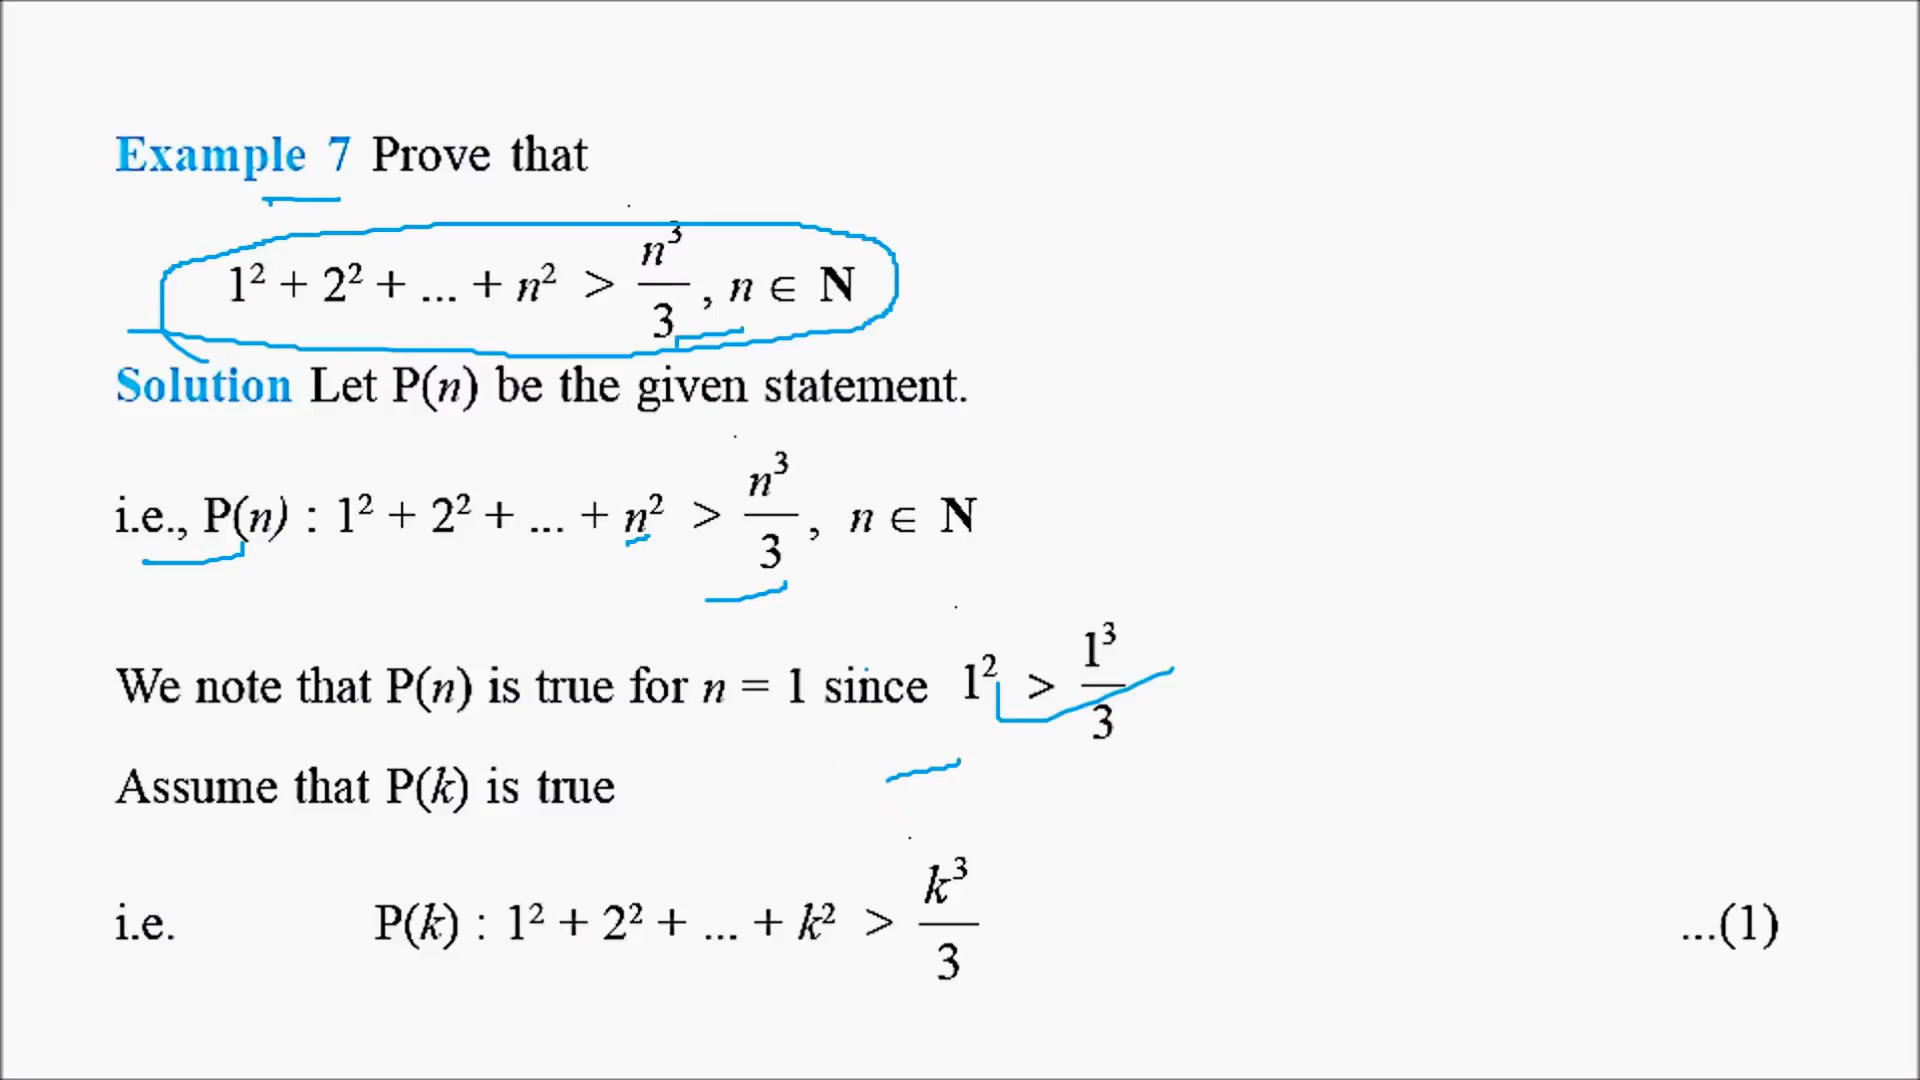 Example 7 Prove that
1² + 2² + ... + n² > n³/3, n ∈ N
Solution Let P(n) be the given statement.
i.e., P(n) : 1² + 2² + ... + n² > n³/3, n ∈ N
We note that P(n) is true for n = 1 since 1² > 1³/3
Assume that P(k) is true
i.e. P(k) : 1² + 2² + ... + k² > k³/3 ...(1)